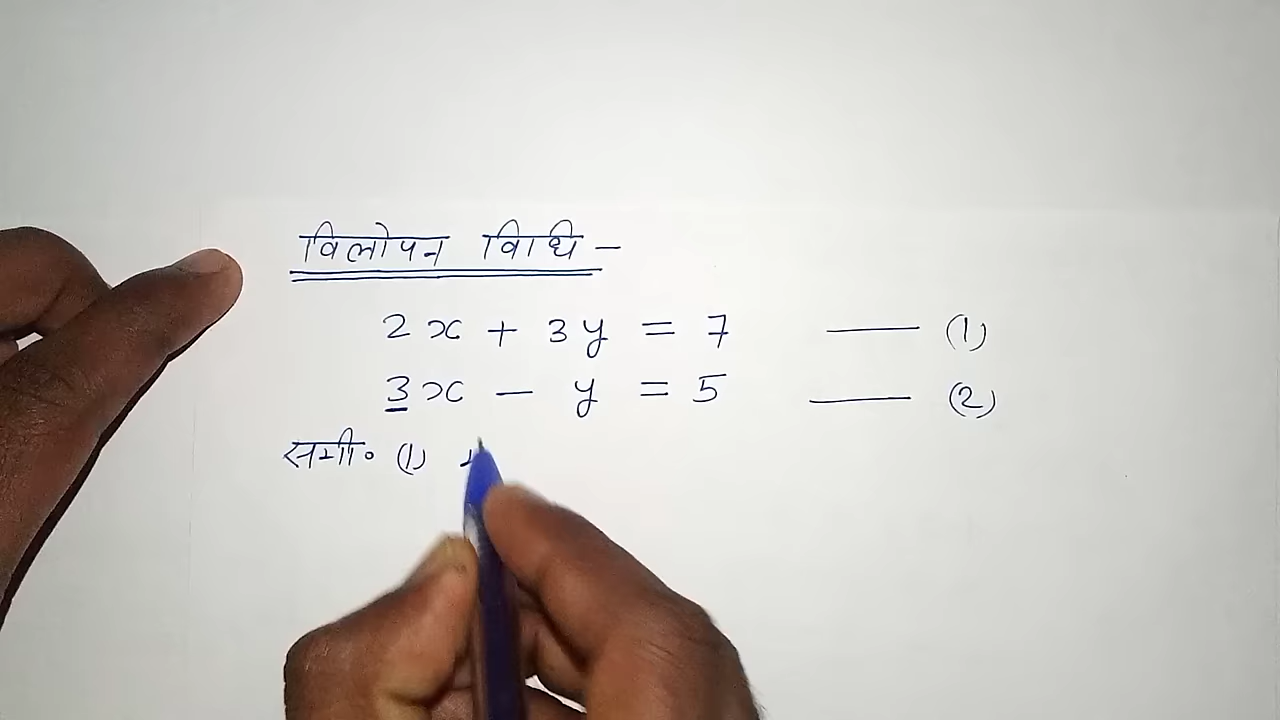 विलोपन विधि –
2x + 3y = 7 —— (1)
3x – y = 5 —— (2)
समी० (1)